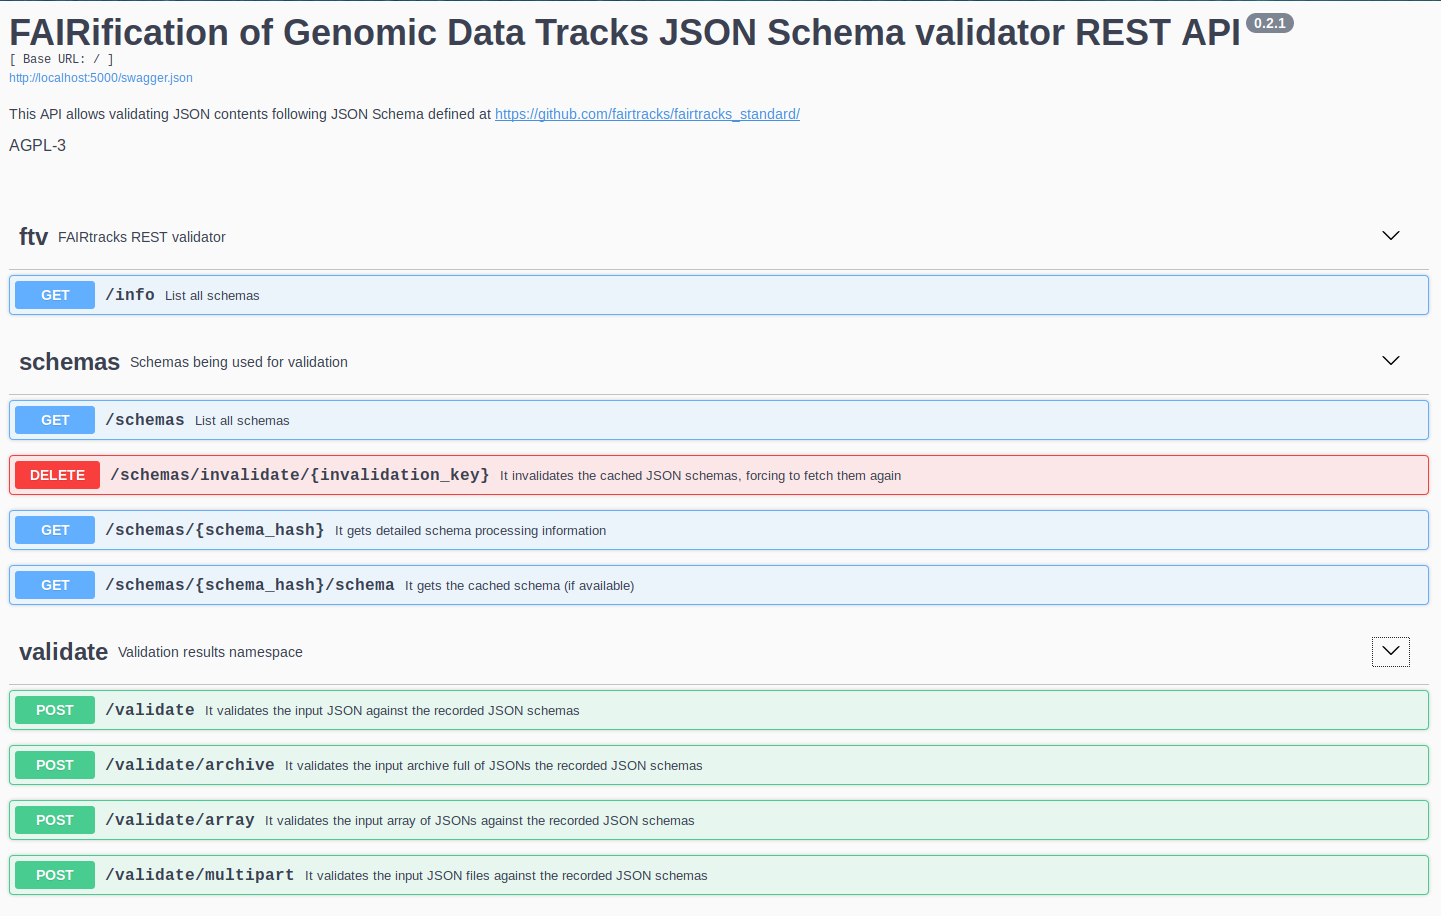 FAIRification of Genomic Data Tracks JSON Schema validator REST API 0.2.1
[ Base URL: / ]
http://localhost:5000/swagger.json
This API allows validating JSON contents following JSON Schema defined at https://github.com/fairtracks/fairtracks_standard/
AGPL-3
ftv FAIRtracks REST validator
GET /info List all schemas
schemas Schemas being used for validation
GET /schemas List all schemas
DELETE /schemas/invalidate/{invalidation_key} It invalidates the cached JSON schemas, forcing to fetch them again
GET /schemas/{schema_hash} It gets detailed schema processing information
GET /schemas/{schema_hash}/schema It gets the cached schema (if available)
validate Validation results namespace
POST /validate It validates the input JSON against the recorded JSON schemas
POST /validate/archive It validates the input archive full of JSONs the recorded JSON schemas
POST /validate/array It validates the input array of JSONs against the recorded JSON schemas
POST /validate/multipart It validates the input JSON files against the recorded JSON schemas